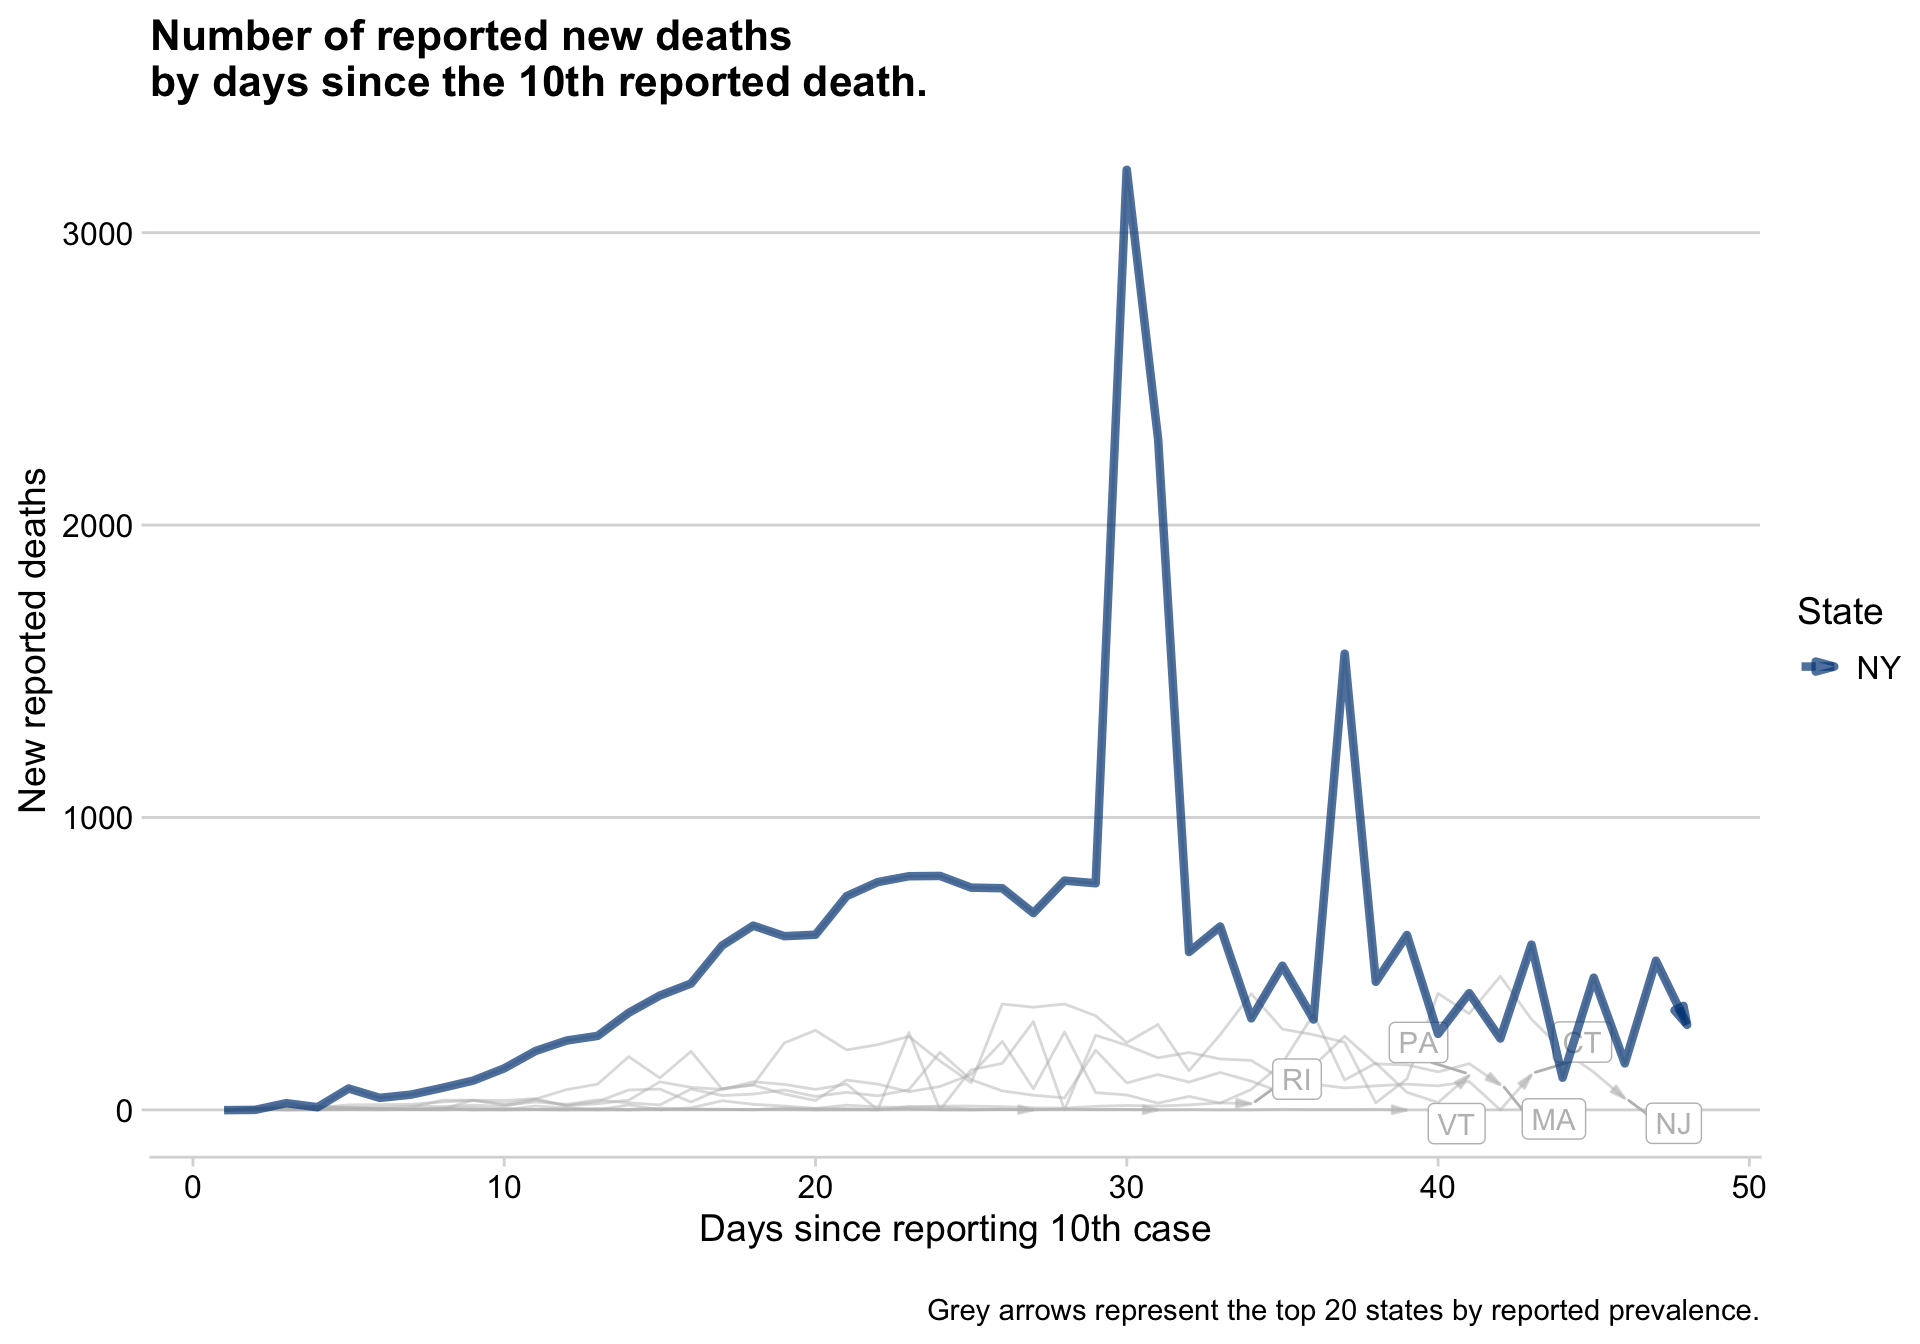 Number of reported new deaths
by days since the 10th reported death.
New reported deaths
3000
2000
1000
0
0
10
20
30
40
50
Days since reporting 10th case
RI
PA
VT
MA
CT
NJ
State
NY
Grey arrows represent the top 20 states by reported prevalence.